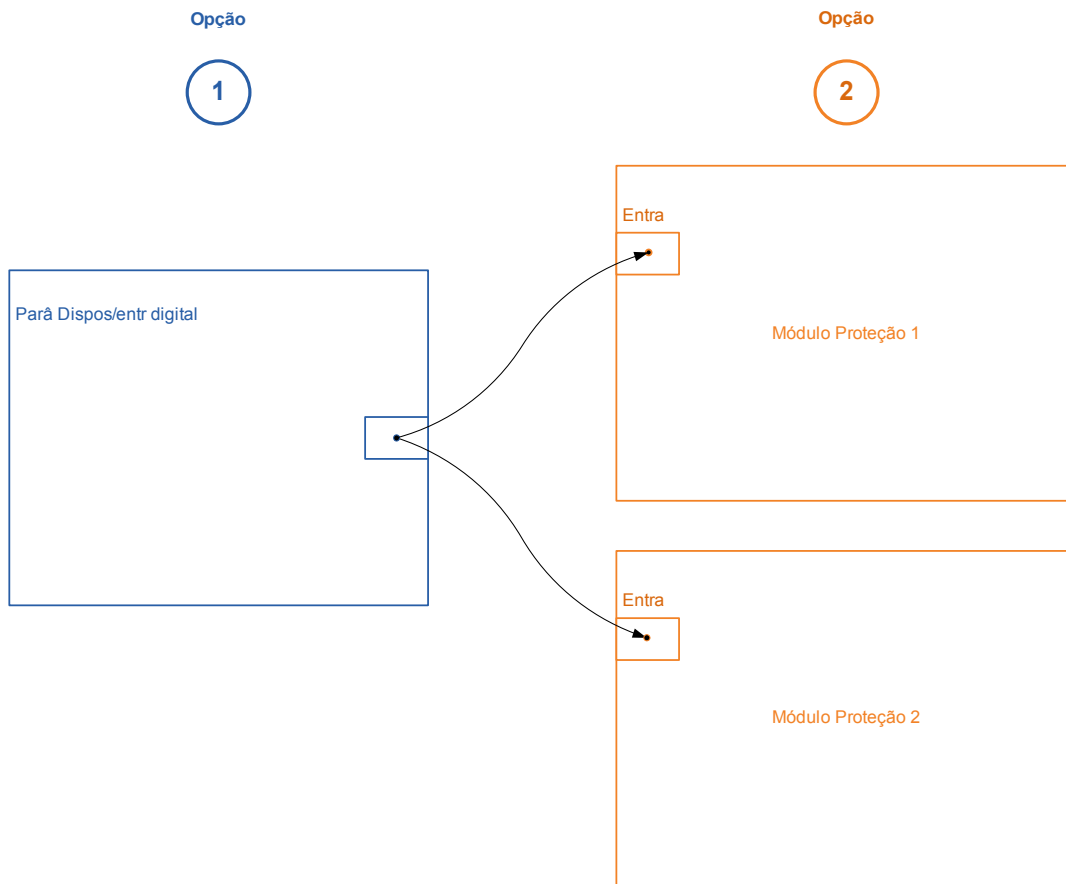 Opção
1
Opção
2
Parâ Dispos/entr digital
Entra
Módulo Proteção 1
Entra
Módulo Proteção 2